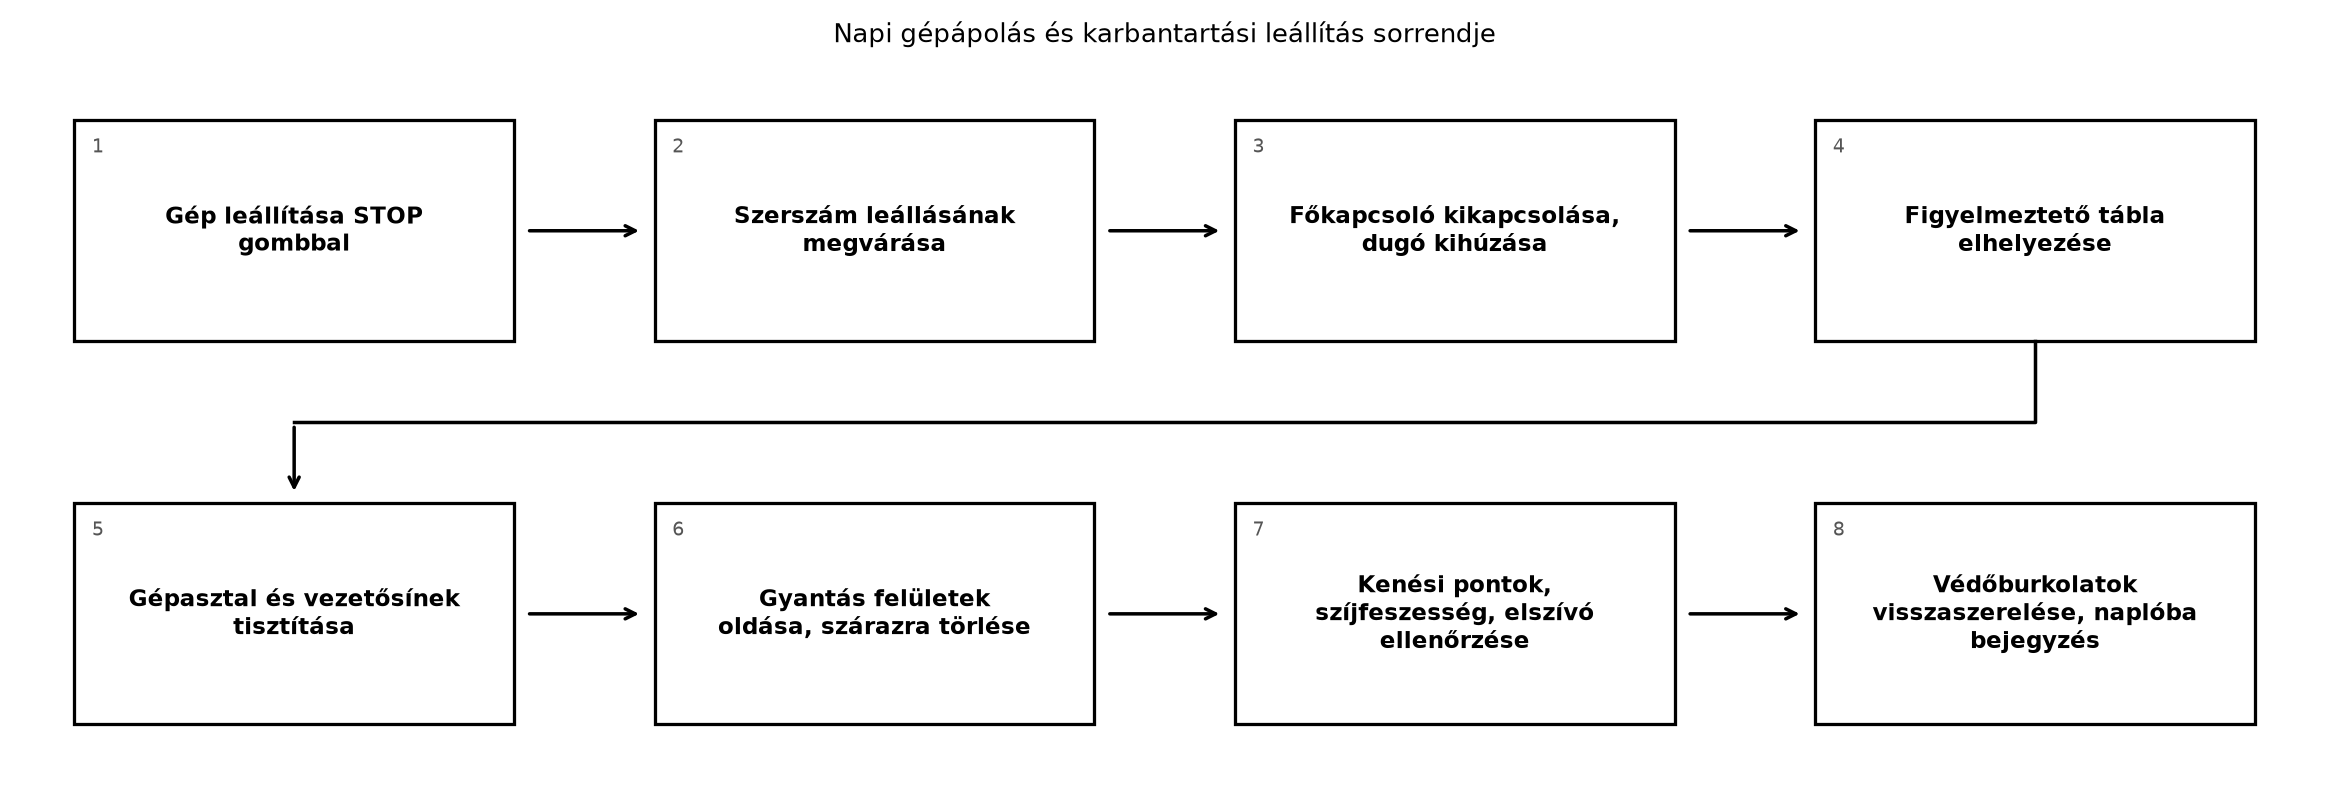 Napi gépápolás és karbantartási leállítás sorrendje
1
Gép leállítása STOP
gombbal
2
Szerszám leállásának
megvárása
3
Főkapcsoló kikapcsolása,
dugó kihúzása
4
Figyelmeztető tábla
elhelyezése
5
Gépasztal és vezetősínek
tisztítása
6
Gyantás felületek
oldása, szárazra törlése
7
Kenési pontok,
szíjfeszesség, elszívó
ellenőrzése
8
Védőburkolatok
visszaszerelése, naplóba
bejegyzés